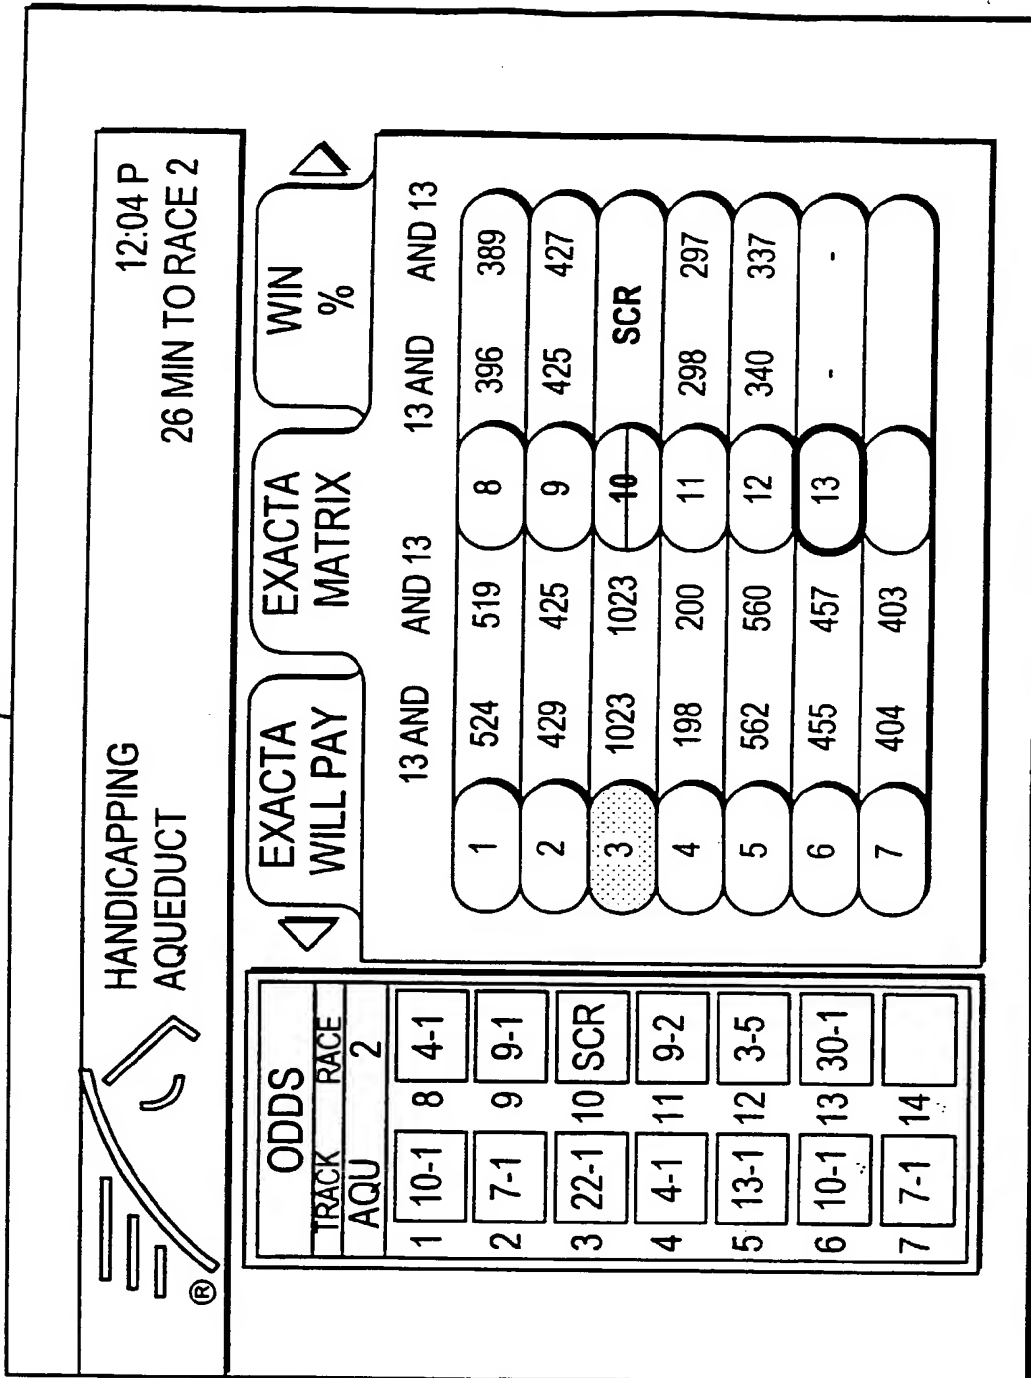 HANDICAPPING
AQUEDUCT
12:04 P
26 MIN TO RACE 2
®
ODDS
TRACK RACE
AQU 2
1 10-1 8 4-1
2 7-1 9 9-1
3 22-1 10 SCR
4 4-1 11 9-2
5 13-1 12 3-5
6 10-1 13 30-1
7 7-1 14
EXACTA
WILL PAY
EXACTA
MATRIX
WIN
%
13 AND AND 13 13 AND AND 13
1 524 519 8 396 389
2 429 425 9 425 427
3 1023 1023 10 SCR
4 198 200 11 298 297
5 562 560 12 340 337
6 455 457 13 - -
7 404 403